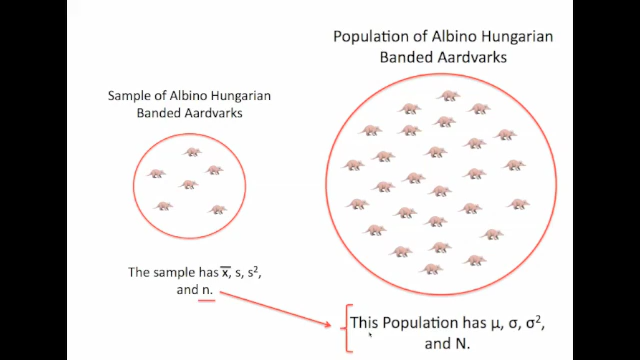 Population of Albino Hungarian
Banded Aardvarks
Sample of Albino Hungarian
Banded Aardvarks
The sample has x̅, s, s²,
and n.
This Population has μ, σ, σ²,
and N.